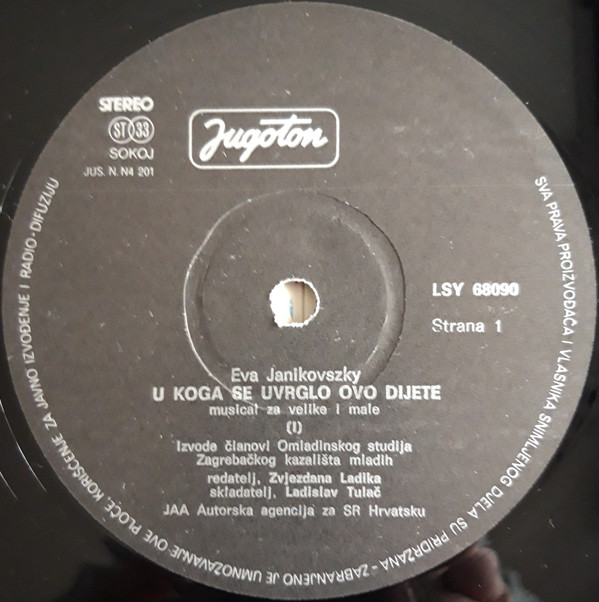 STEREO
ST 33
SOKOJ
JUS. N. N4 201
Jugoton
LSY 68090
Strana 1
Eva Janikovszky
U KOGA SE UVRGLO OVO DIJETE
musical za velike i male
(I)
Izvode članovi Omladinskog studija
Zagrebačkog kazališta mladih
redatelj, Zvjezdana Ladika
skladatelj, Ladislav Tulač
JAA Autorska agencija za SR Hrvatsku
SVA PRAVA PROIZVOĐAČA I VLASNIKA SNIMLJENOG DJELA SU PRIDRŽANA - ZABRANJENO JE UMNOŽAVANJE OVE PLOČE, KORIŠĆENJE ZA JAVNO IZVOĐENJE I RADIO-DIFUZIJU